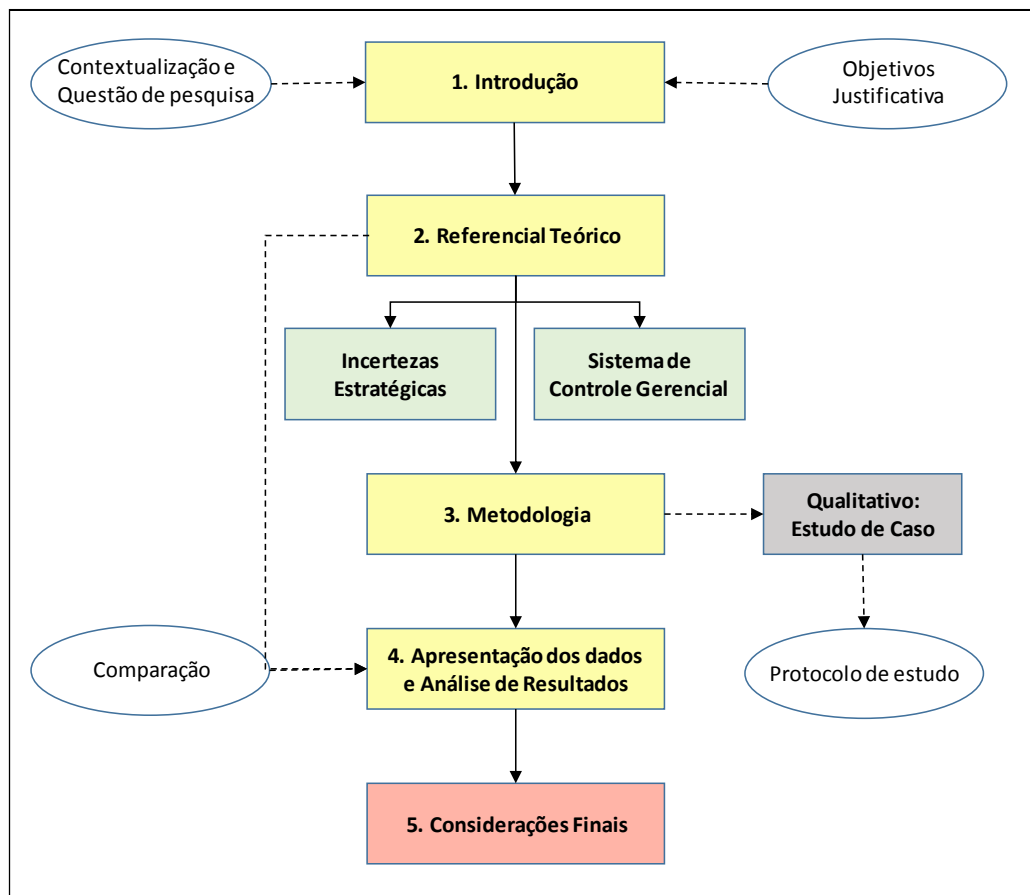 Contextualização e
Questão de pesquisa
1. Introdução
Objetivos
Justificativa
2. Referencial Teórico
Incertezas
Estratégicas
Sistema de
Controle Gerencial
3. Metodologia
Qualitativo:
Estudo de Caso
Comparação
4. Apresentação dos dados
e Análise de Resultados
Protocolo de estudo
5. Considerações Finais